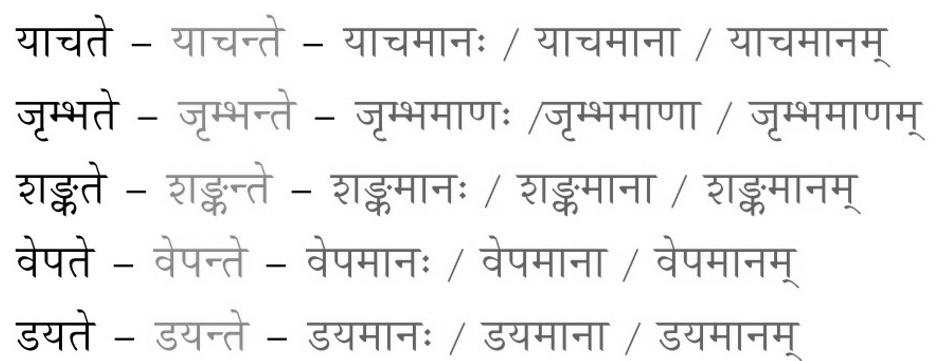 याचते – याचन्ते – याचमानः / याचमाना / याचमानम्
जृम्भते – जृम्भन्ते – जृम्भमाणः /जृम्भमाणा / जृम्भमाणम्
शङ्कते – शङ्कन्ते – शङ्कमानः / शङ्कमाना / शङ्कमानम्
वेपते – वेपन्ते – वेपमानः / वेपमाना / वेपमानम्
डयते – डयन्ते – डयमानः / डयमाना / डयमानम्